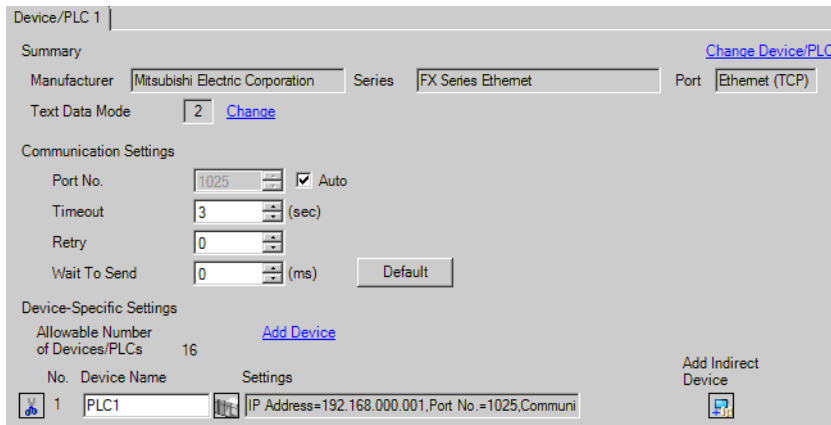 Device/PLC 1
Summary
Change Device/PLC
Manufacturer Mitsubishi Electric Corporation Series FX Series Ethernet Port Ethernet (TCP)
Text Data Mode 2 Change
Communication Settings
Port No. 1025 Auto
Timeout 3 (sec)
Retry 0
Wait To Send 0 (ms) Default
Device-Specific Settings
Allowable Number Add Device
of Devices/PLCs 16
Add Indirect
No. Device Name Settings Device
1 PLC1 IP Address=192.168.000.001,Port No.=1025,Communi